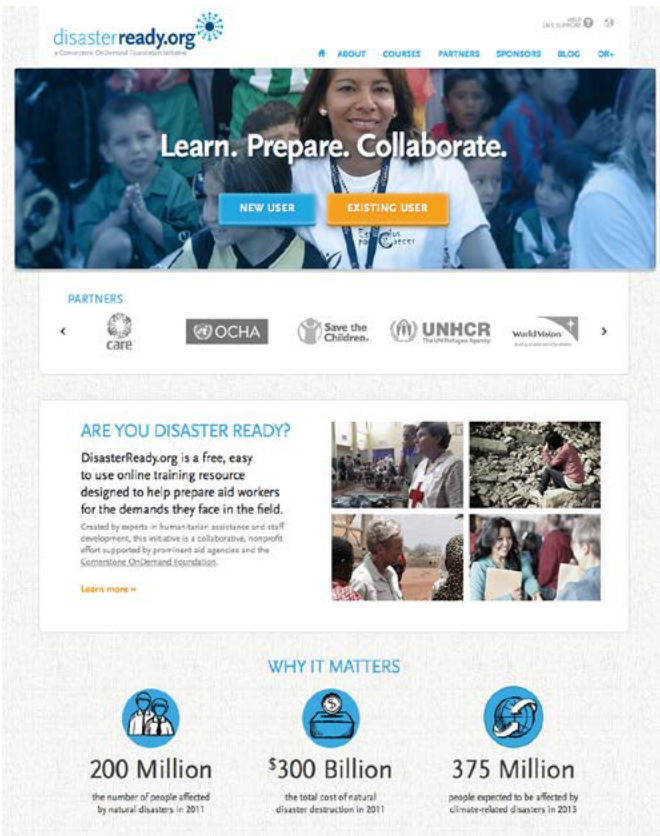 disasterready.org
a Cornerstone OnDemand Foundation Initiative
HELP
LIVE SUPPORT ?
ABOUT COURSES PARTNERS SPONSORS BLOG DR+
Learn. Prepare. Collaborate.
NEW USER EXISTING USER
PARTNERS
care OCHA Save the Children. UNHCR The UN Refugee Agency World Vision
ARE YOU DISASTER READY?
DisasterReady.org is a free, easy
to use online training resource
designed to help prepare aid workers
for the demands they face in the field.
Created by experts in humanitarian assistance and staff
development, this initiative is a collaborative, nonprofit
effort supported by prominent aid agencies and the
Cornerstone OnDemand Foundation.
Learn more »
WHY IT MATTERS
200 Million $300 Billion 375 Million
the number of people affected the total cost of natural people expected to be affected by
by natural disasters in 2011 disaster destruction in 2011 climate-related disasters in 2015